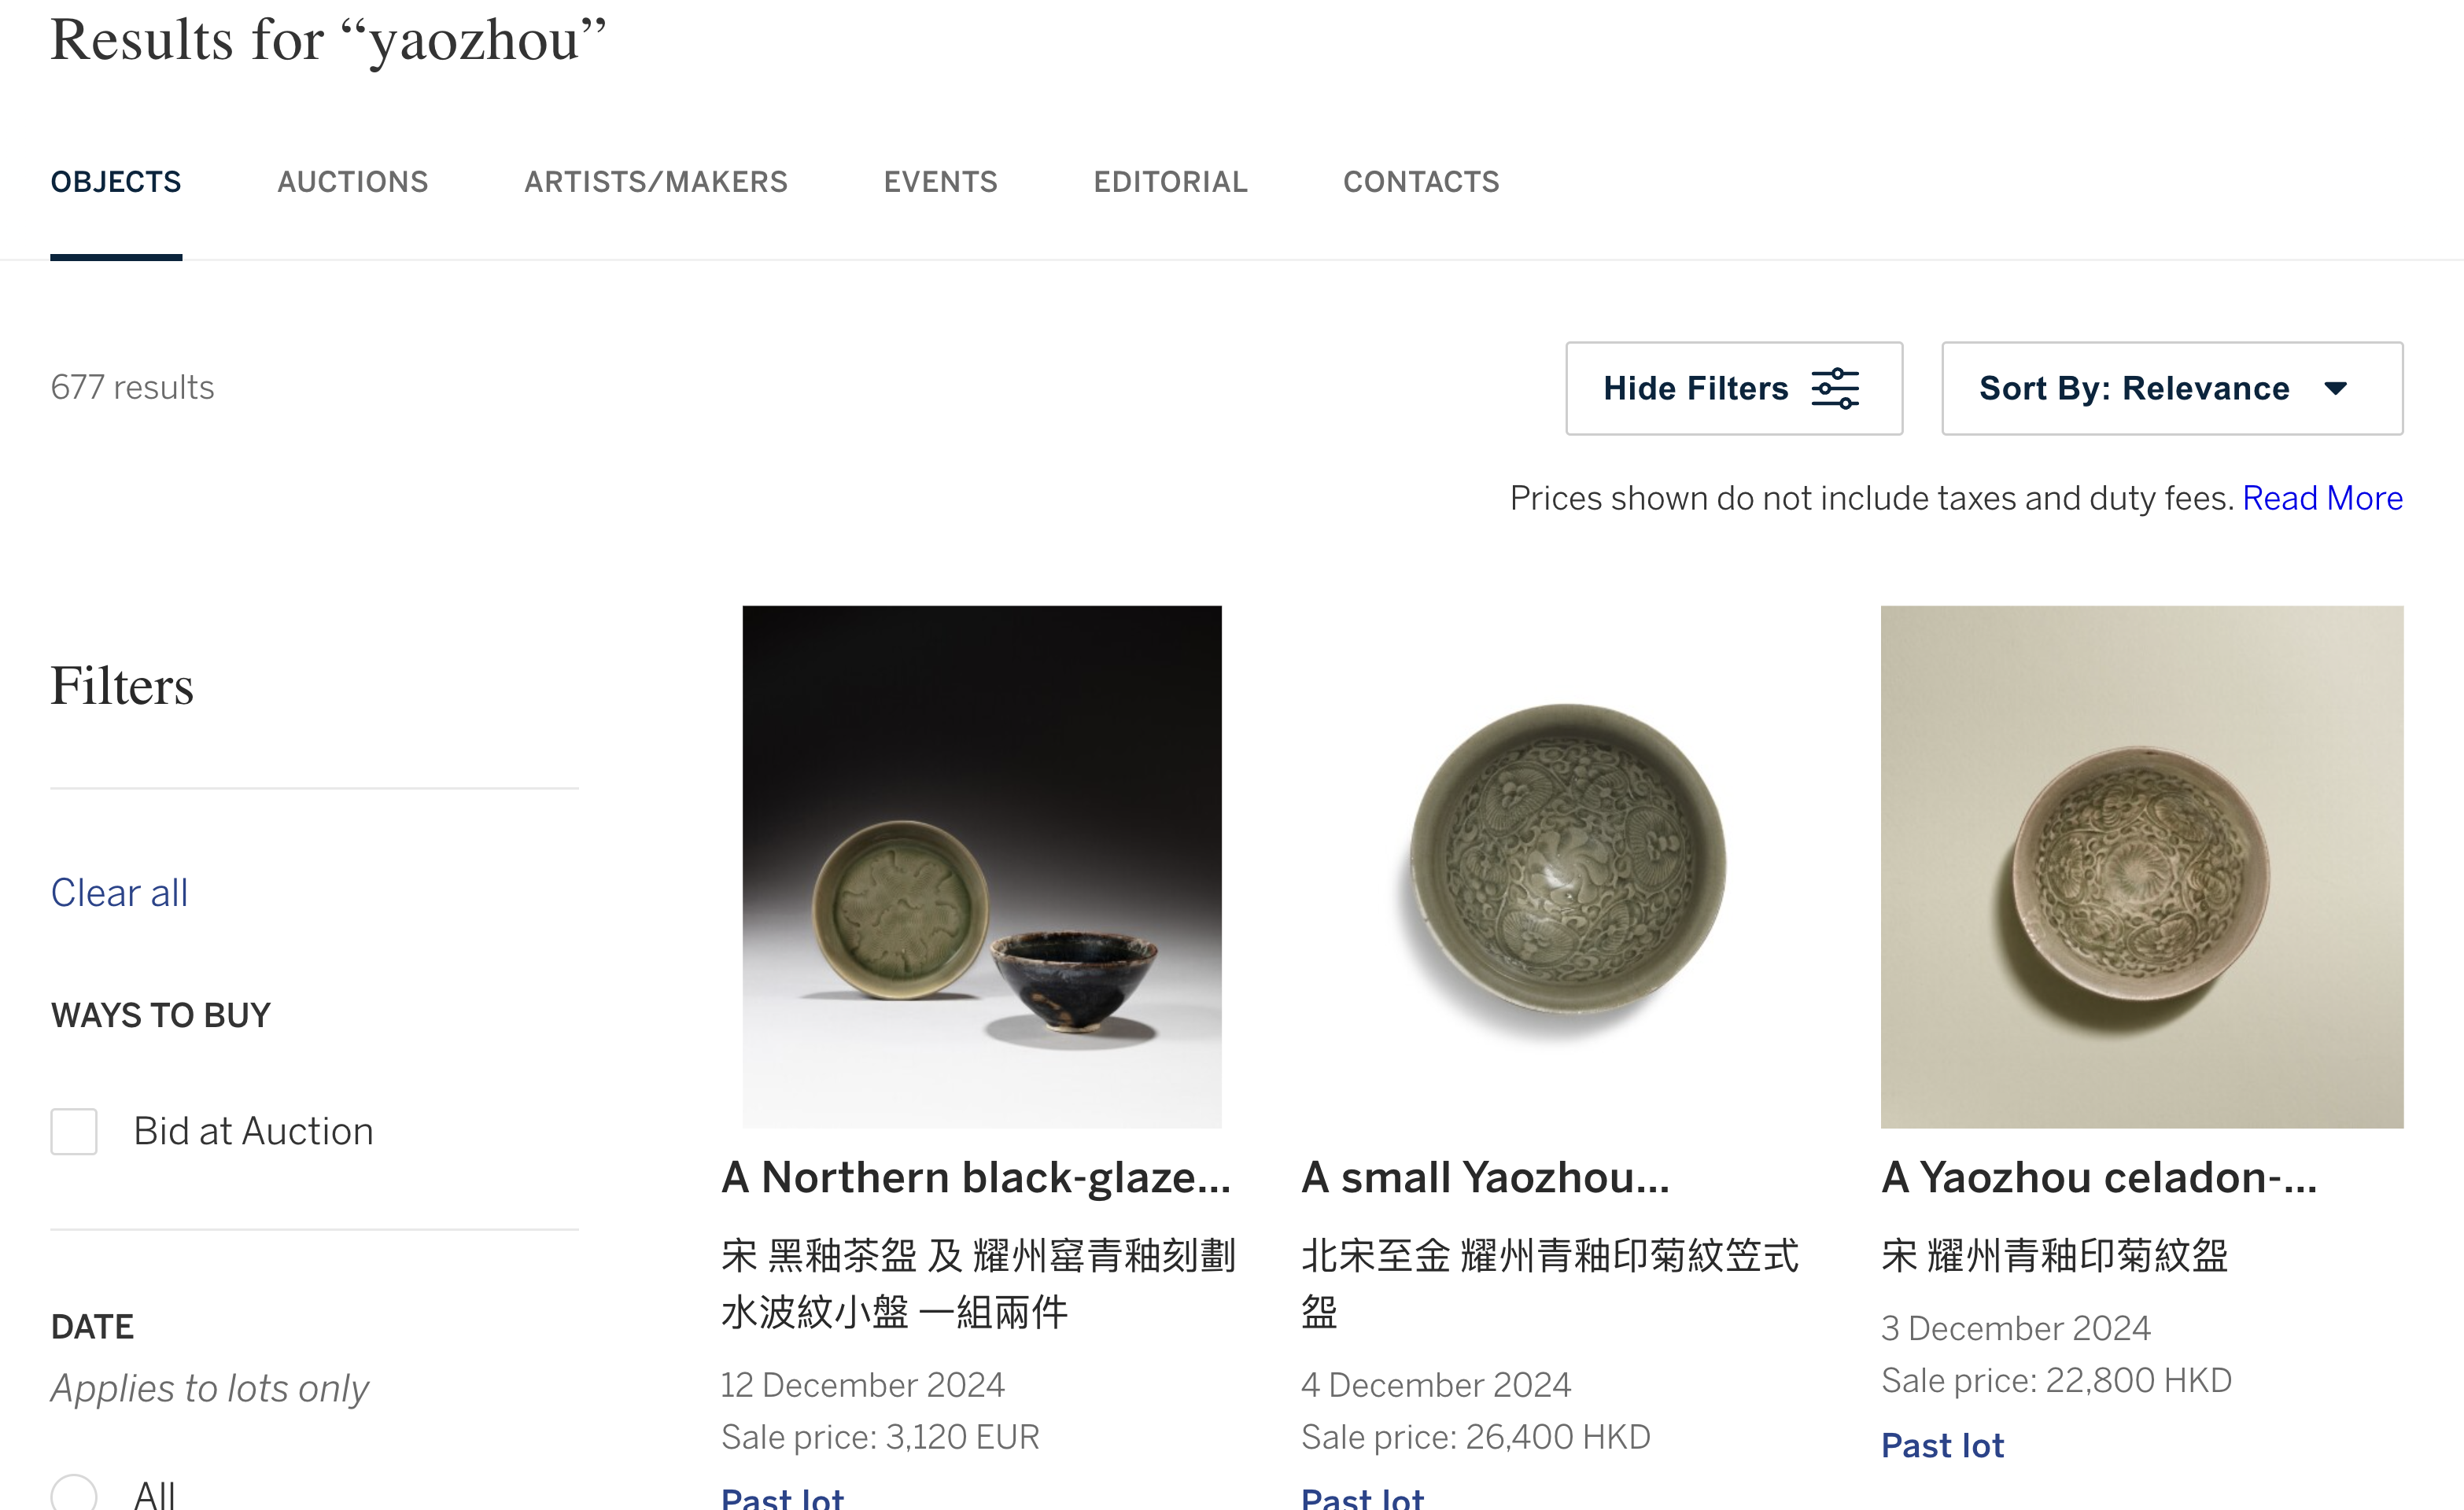 Results for “yaozhou”
OBJECTS
AUCTIONS
ARTISTS/MAKERS
EVENTS
EDITORIAL
CONTACTS
677 results
Hide Filters
Sort By: Relevance
Prices shown do not include taxes and duty fees. Read More
Filters
Clear all
WAYS TO BUY
Bid at Auction
DATE
Applies to lots only
All
A Northern black-glaze...
宋 黑釉茶盌 及 耀州窰青釉刻劃
水波紋小盤 一組兩件
12 December 2024
Sale price: 3,120 EUR
Past lot
A small Yaozhou...
北宋至金 耀州青釉印菊紋笠式
盌
4 December 2024
Sale price: 26,400 HKD
Past lot
A Yaozhou celadon-...
宋 耀州青釉印菊紋盌
3 December 2024
Sale price: 22,800 HKD
Past lot